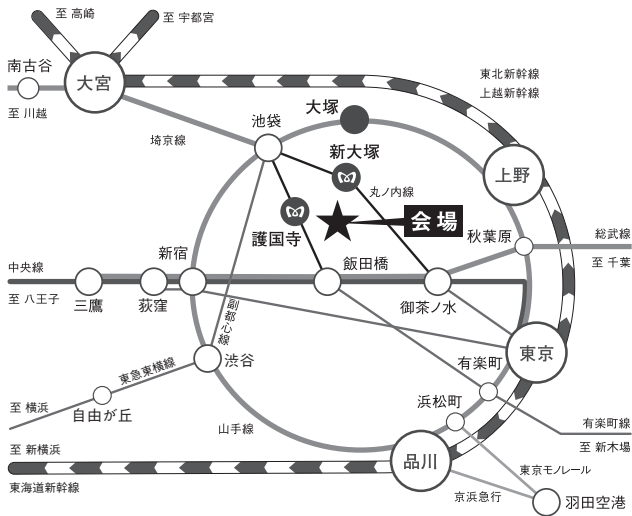 至 高崎
至 宇都宮
南古谷
大宮
至 川越
東北新幹線
上越新幹線
埼京線
池袋
大塚
新大塚
上野
丸ノ内線
会場
護国寺
秋葉原
総武線
至 千葉
新宿
飯田橋
中央線
至 八王子
三鷹
荻窪
御茶ノ水
副都心線
東京
渋谷
有楽町
東急東横線
浜松町
至 横浜
自由が丘
山手線
有楽町線
至 新木場
至 新横浜
品川
東京モノレール
東海道新幹線
京浜急行
羽田空港